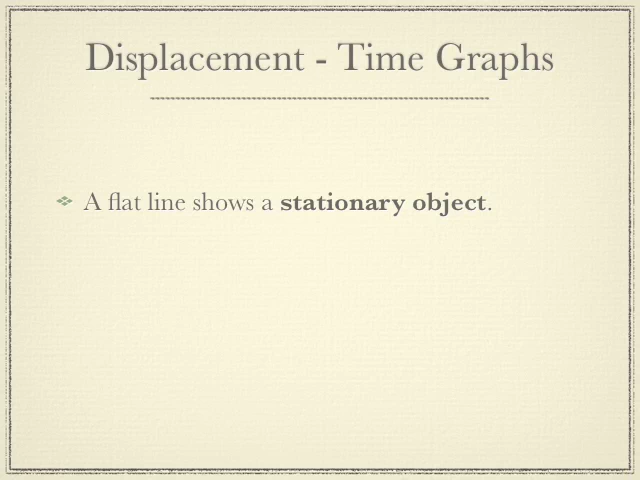 Displacement - Time Graphs
A flat line shows a stationary object.